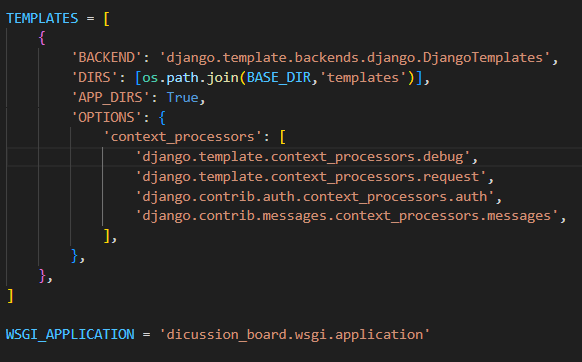 TEMPLATES = [
    {
        'BACKEND': 'django.template.backends.django.DjangoTemplates',
        'DIRS': [os.path.join(BASE_DIR,'templates')],
        'APP_DIRS': True,
        'OPTIONS': {
            'context_processors': [
                'django.template.context_processors.debug',
                'django.template.context_processors.request',
                'django.contrib.auth.context_processors.auth',
                'django.contrib.messages.context_processors.messages',
            ],
        },
    },
]
WSGI_APPLICATION = 'dicussion_board.wsgi.application'